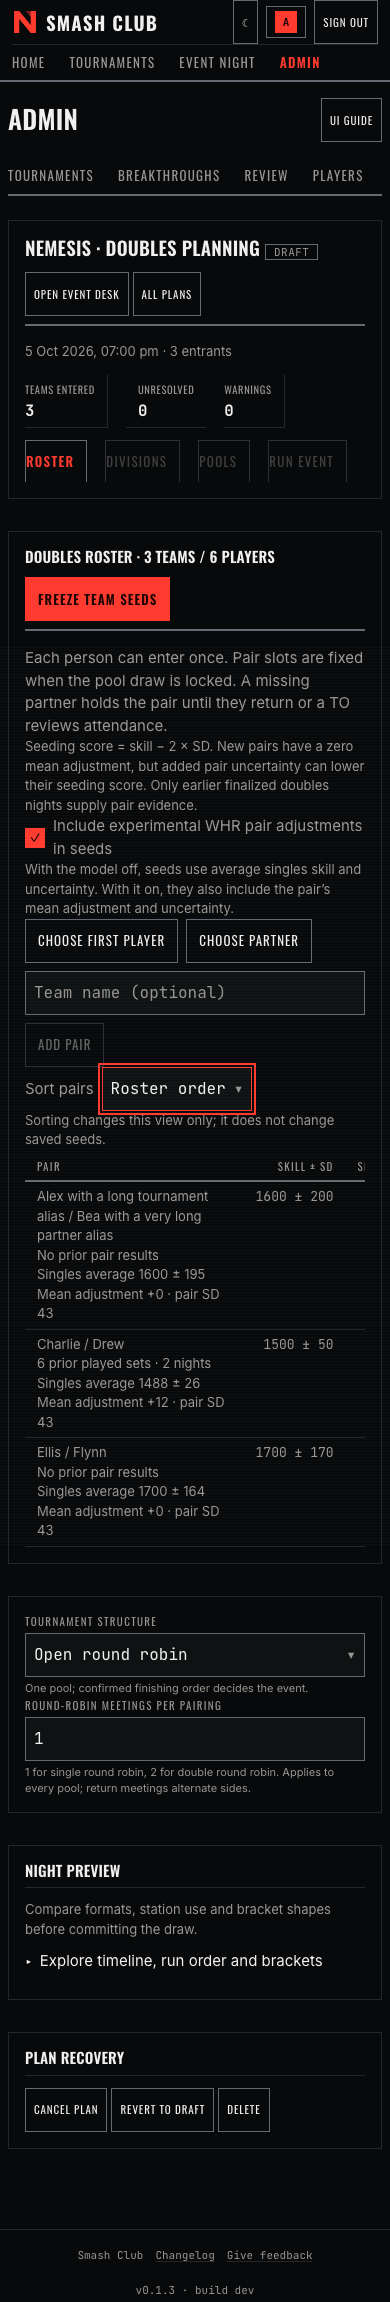 SMASH CLUB
A
SIGN OUT
HOME TOURNAMENTS EVENT NIGHT ADMIN
ADMIN
UI GUIDE
TOURNAMENTS BREAKTHROUGHS REVIEW PLAYERS
NEMESIS · DOUBLES PLANNING DRAFT
OPEN EVENT DESK ALL PLANS
5 Oct 2026, 07:00 pm · 3 entrants
TEAMS ENTERED UNRESOLVED WARNINGS
3 0 0
ROSTER DIVISIONS POOLS RUN EVENT
DOUBLES ROSTER · 3 TEAMS / 6 PLAYERS
FREEZE TEAM SEEDS
Each person can enter once. Pair slots are fixed
when the pool draw is locked. A missing
partner holds the pair until they return or a TO
reviews attendance.
Seeding score = skill − 2 × SD. New pairs have a zero
mean adjustment, but added pair uncertainty can lower
their seeding score. Only earlier finalized doubles
nights supply pair evidence.
Include experimental WHR pair adjustments
in seeds
With the model off, seeds use average singles skill and
uncertainty. With it on, they also include the pair's
mean adjustment and uncertainty.
CHOOSE FIRST PLAYER CHOOSE PARTNER
Team name (optional)
ADD PAIR
Sort pairs Roster order
Sorting changes this view only; it does not change
saved seeds.
PAIR SKILL ± SD
Alex with a long tournament 1600 ± 200
alias / Bea with a very long
partner alias
No prior pair results
Singles average 1600 ± 195
Mean adjustment +0 · pair SD
43
Charlie / Drew 1500 ± 50
6 prior played sets · 2 nights
Singles average 1488 ± 26
Mean adjustment +12 · pair SD
43
Ellis / Flynn 1700 ± 170
No prior pair results
Singles average 1700 ± 164
Mean adjustment +0 · pair SD
43
TOURNAMENT STRUCTURE
Open round robin
One pool; confirmed finishing order decides the event.
ROUND-ROBIN MEETINGS PER PAIRING
1
1 for single round robin, 2 for double round robin. Applies to
every pool; return meetings alternate sides.
NIGHT PREVIEW
Compare formats, station use and bracket shapes
before committing the draw.
Explore timeline, run order and brackets
PLAN RECOVERY
CANCEL PLAN REVERT TO DRAFT DELETE
Smash Club Changelog Give feedback
v0.1.3 · build dev